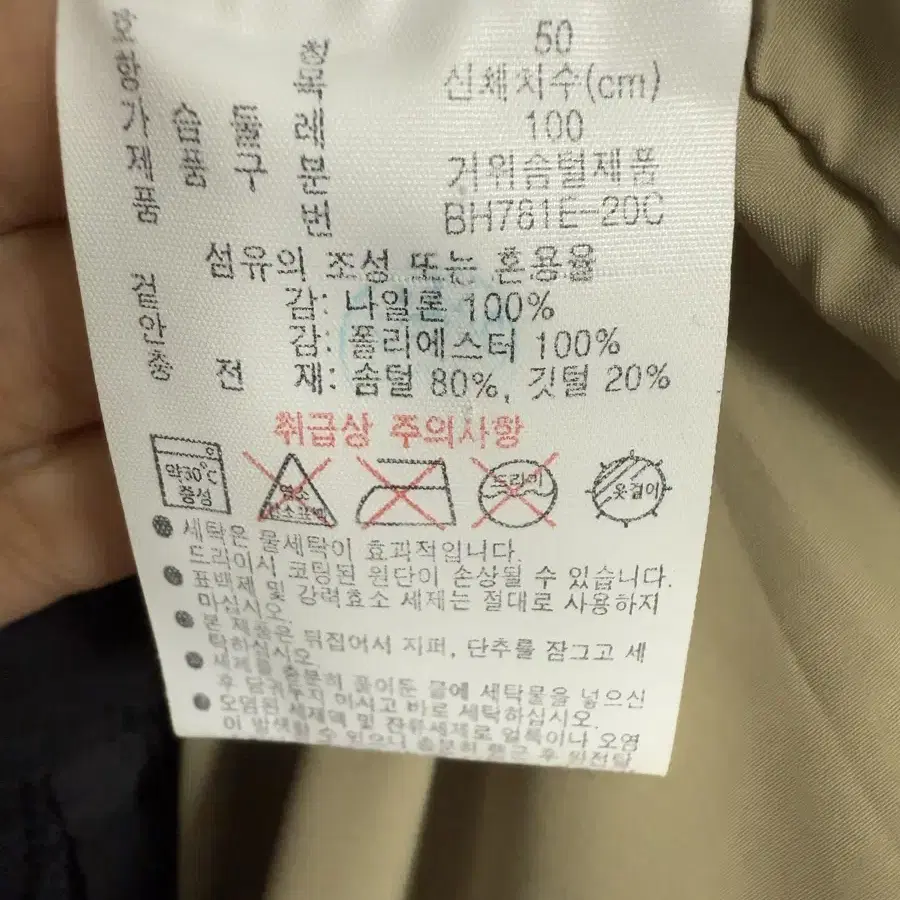 50
신체치수(cm)
100
거위솜털제품
BH781E-20C
섬유의 조성 또는 혼용율
겉 감: 나일론 100%
안 감: 폴리에스터 100%
충 전 재: 솜털 80%, 깃털 20%
취급상 주의사항
약30℃
중성
염소
드라이
옷걸이
세탁은 물세탁이 효과적입니다.
드라이시 코팅된 원단이 손상될 수 있습니다.
표백제 및 강력효소 세제는 절대로 사용하지
마십시오.
본 제품은 뒤집어서 지퍼, 단추를 잠그고 세
탁하십시오.
세제를 충분히 풀어둔 물에 세탁물을 넣으신
후 담궈두지 마시고 바로 세탁하십시오.
오염된 세제액 및 잔류세제로 얼룩이나 오염
이 발생할 수 있으니 충분히 헹군 후